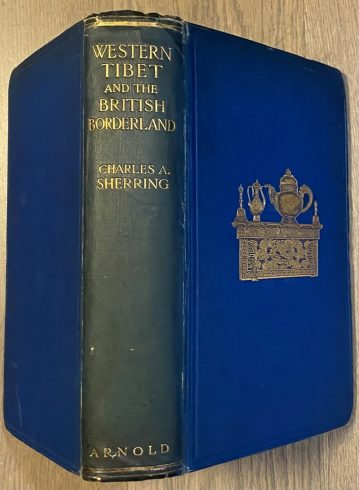 WESTERN
TIBET
AND THE
BRITISH
BORDERLAND
CHARLES A.
SHERRING
ARNOLD